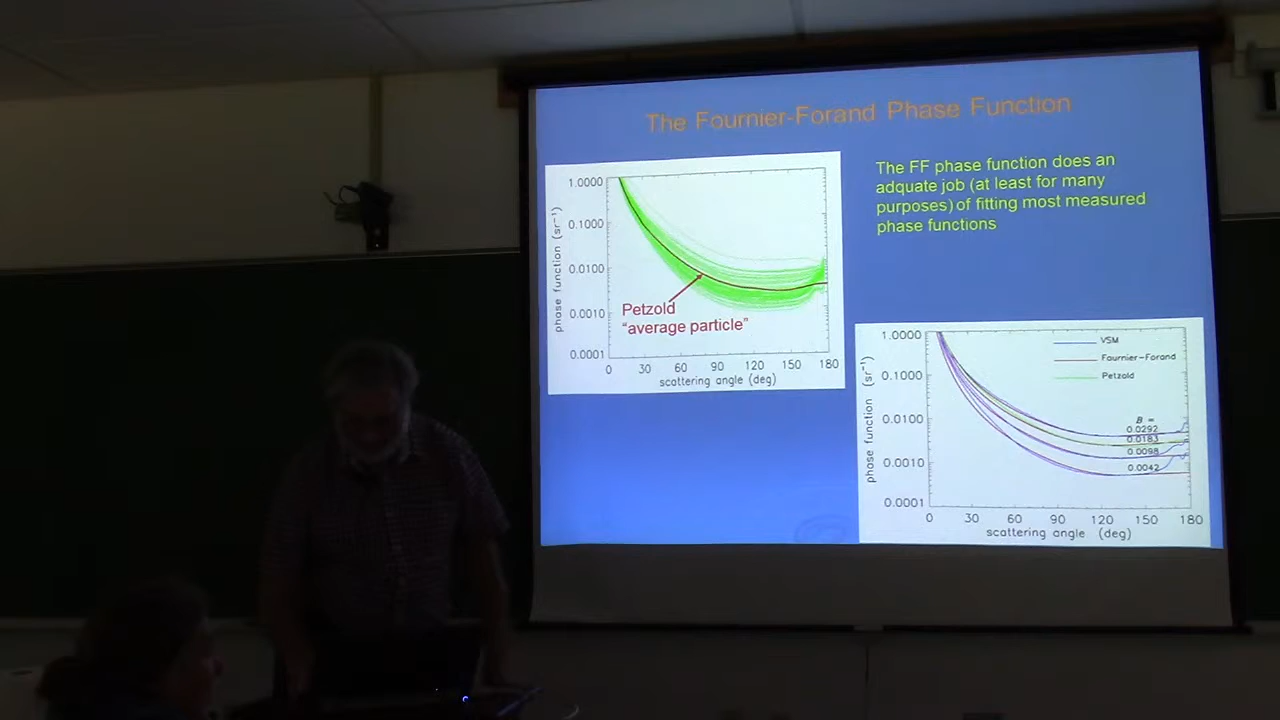 The Fournier-Forand Phase Function
The FF phase function does an
adquate job (at least for many
purposes) of fitting most measured
phase functions
1.0000
0.1000
0.0100
0.0010
0.0001
phase function (sr⁻¹)
Petzold
"average particle"
0 30 60 90 120 150 180
scattering angle (deg)
1.0000
0.1000
0.0100
0.0010
0.0001
phase function (sr⁻¹)
VSM
Fournier-Forand
Petzold
B =
0.0292
0.0183
0.0098
0.0042
0 30 60 90 120 150 180
scattering angle (deg)